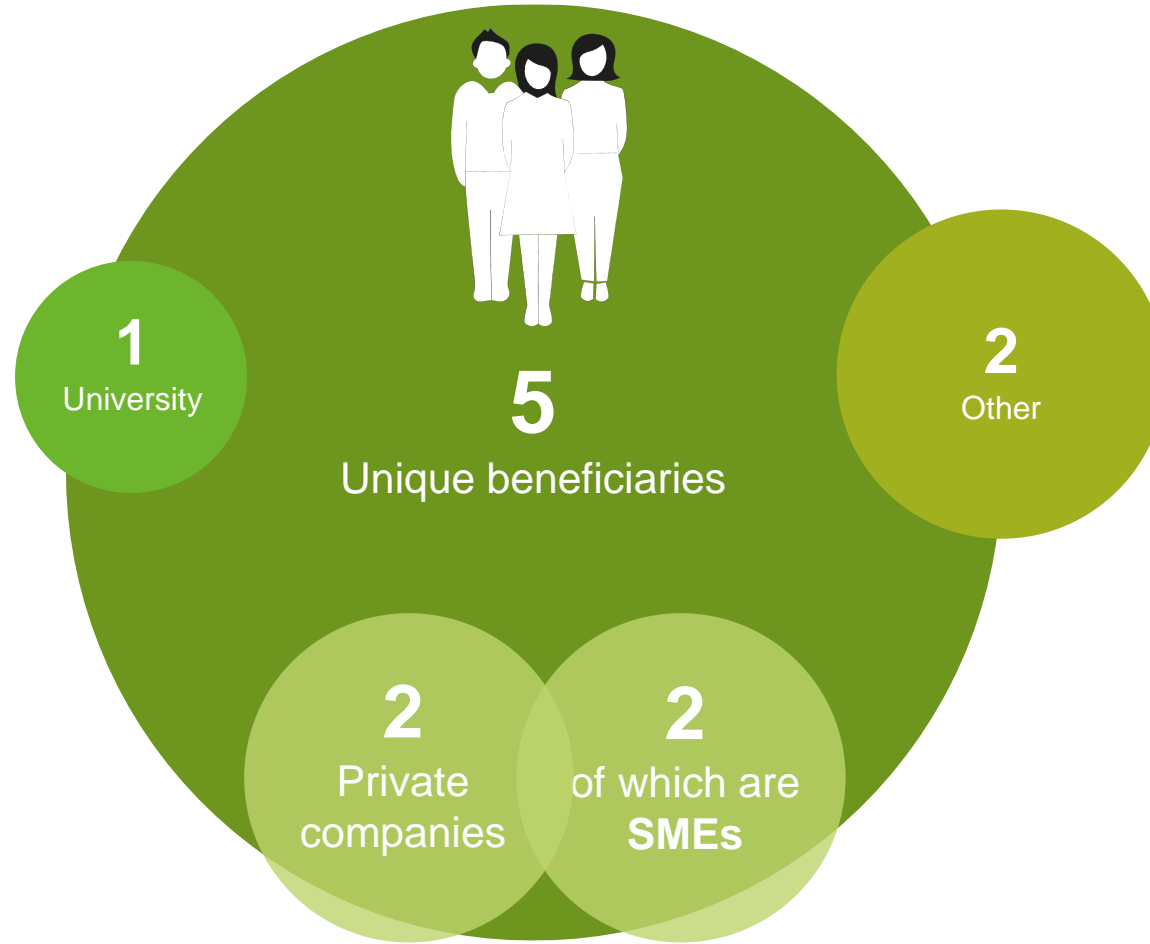 1
University
5
Unique beneficiaries
2
Other
2
Private
companies
2
of which are
SMEs